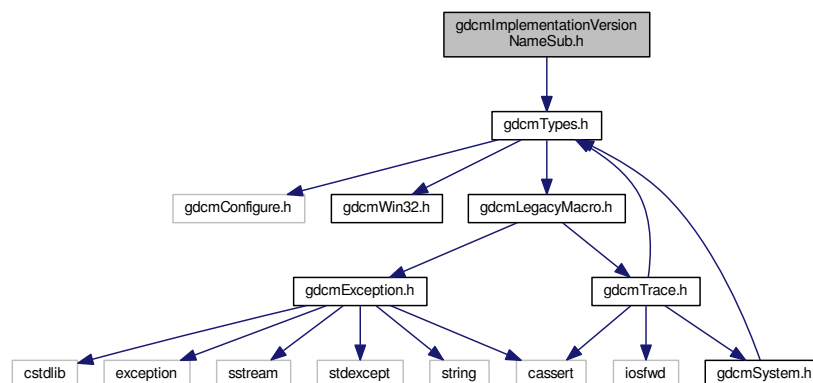 gdcmImplementationVersion
NameSub.h
gdcmTypes.h
gdcmConfigure.h
gdcmWin32.h
gdcmLegacyMacro.h
gdcmException.h
gdcmTrace.h
cstdlib
exception
sstream
stdexcept
string
cassert
iosfwd
gdcmSystem.h